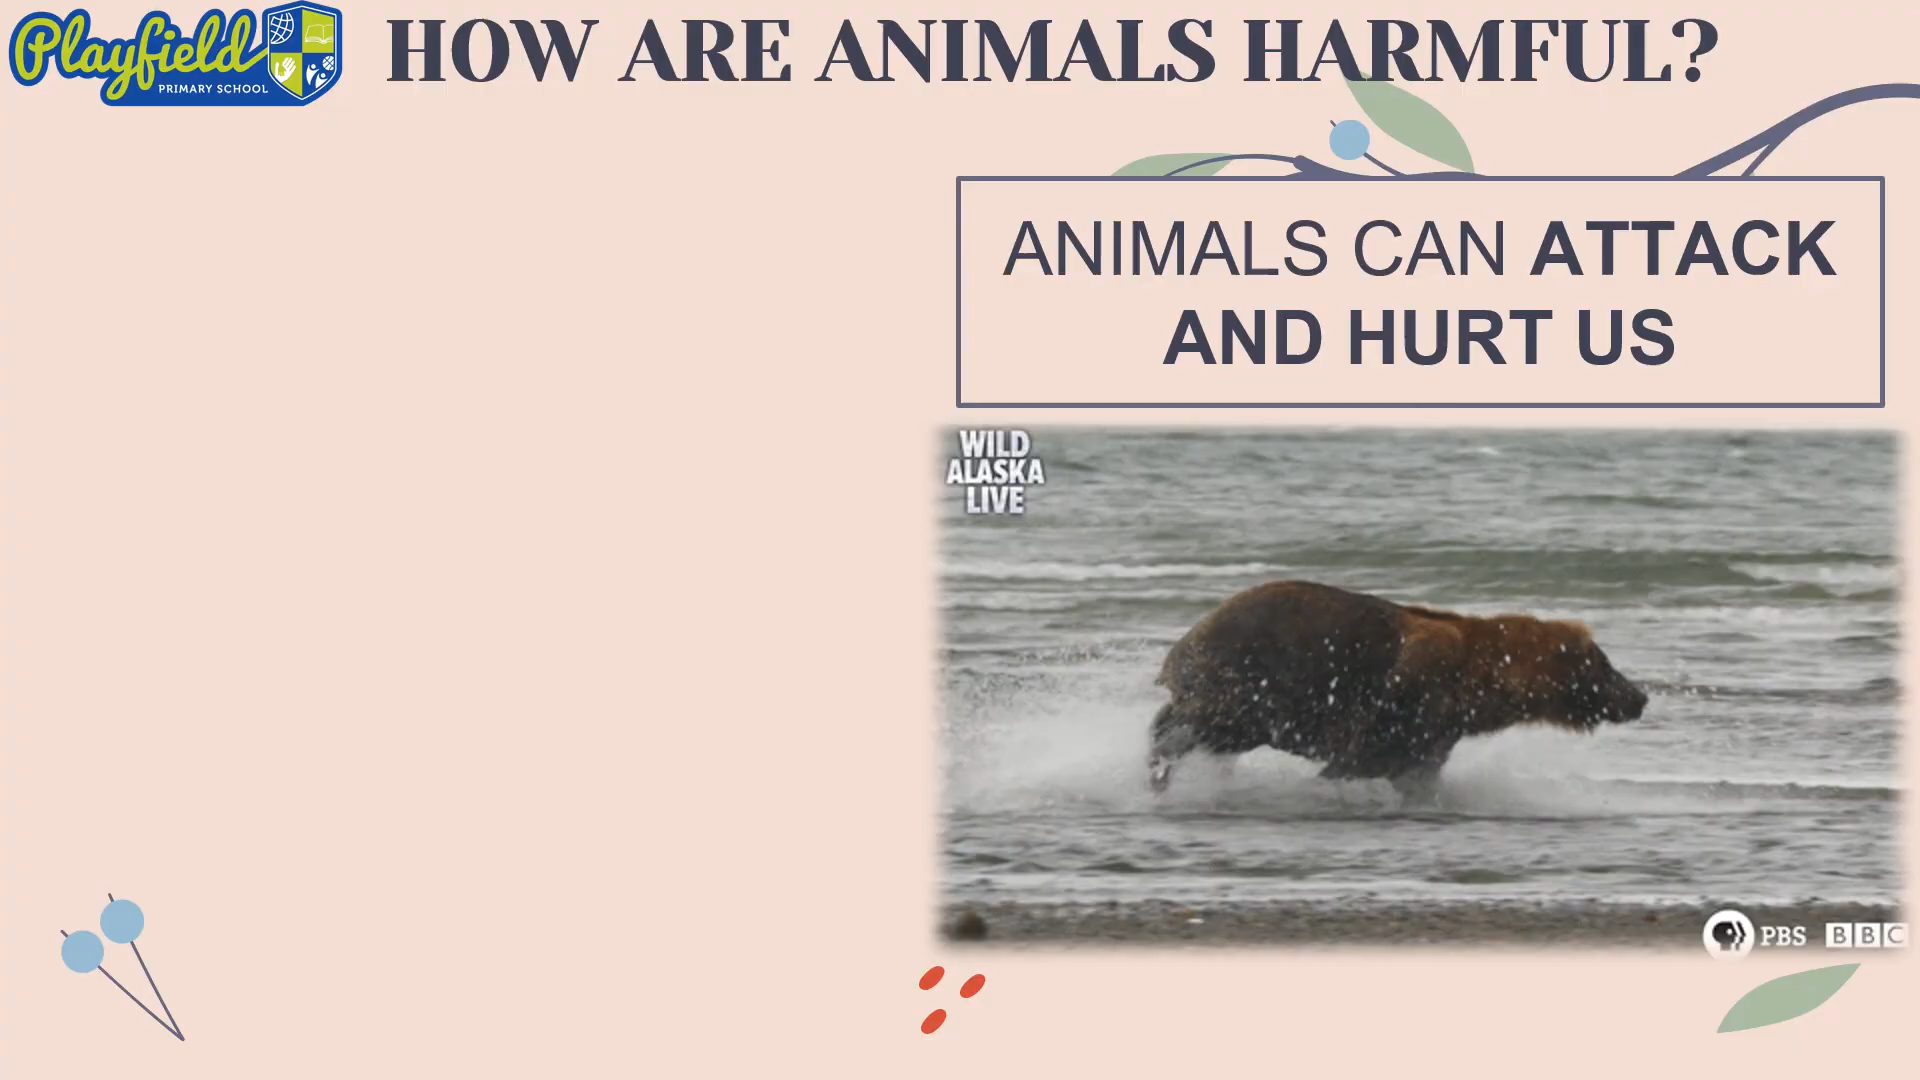 Playfield
PRIMARY SCHOOL
HOW ARE ANIMALS HARMFUL?
ANIMALS CAN ATTACK
AND HURT US
WILD
ALASKA
LIVE
PBS BBC